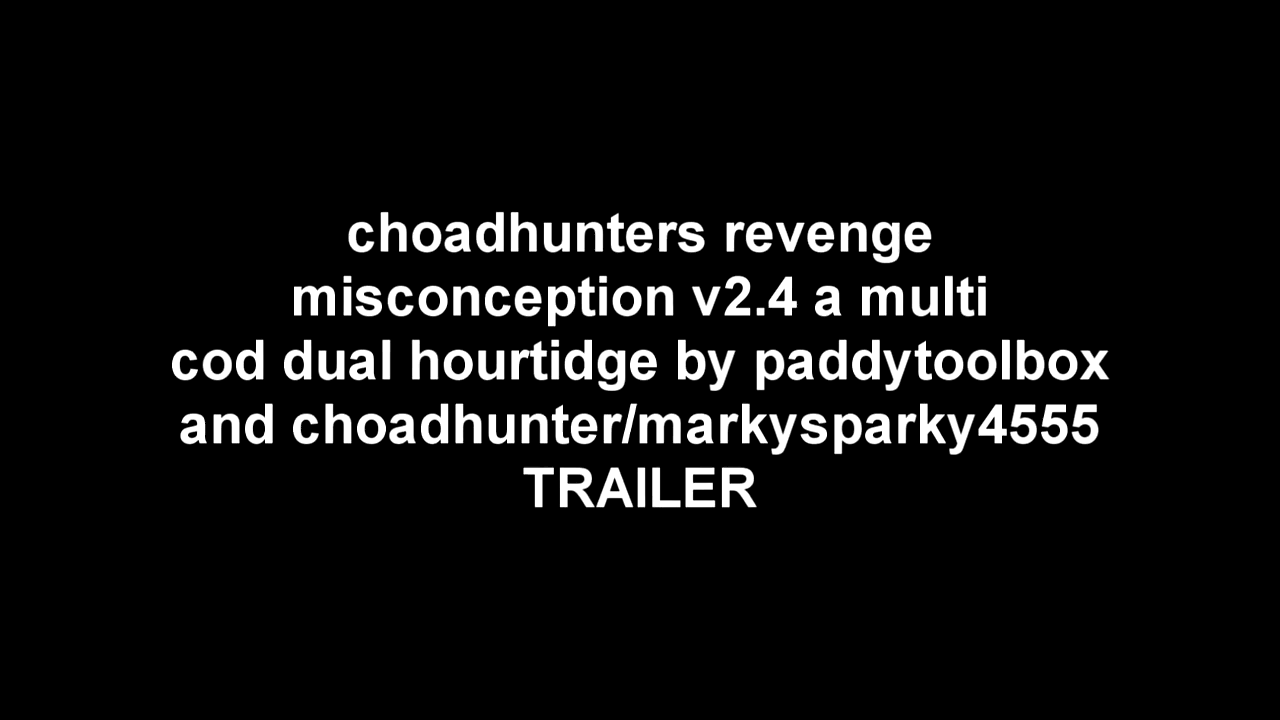 choadhunters revenge
misconception v2.4 a multi
cod dual hourtidge by paddytoolbox
and choadhunter/markysparky4555
TRAILER